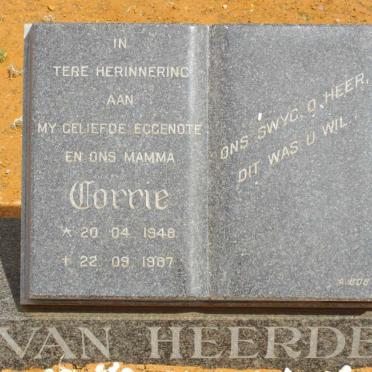 IN
TERE HERINNERING
AAN
MY GELIEFDE EGGENOTE
EN ONS MAMMA
Corrie
* 20 04 1948
+ 22 09 1987
ONS SWYG, O, HEER,
DIT WAS U WIL.
VAN HEERDE